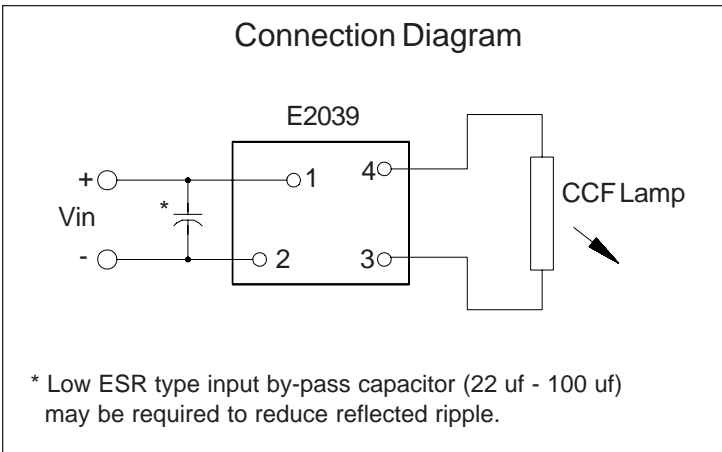 Connection Diagram
E2039
+ 1 4
Vin * CCF Lamp
- 2 3
* Low ESR type input by-pass capacitor (22 uf - 100 uf)
may be required to reduce reflected ripple.